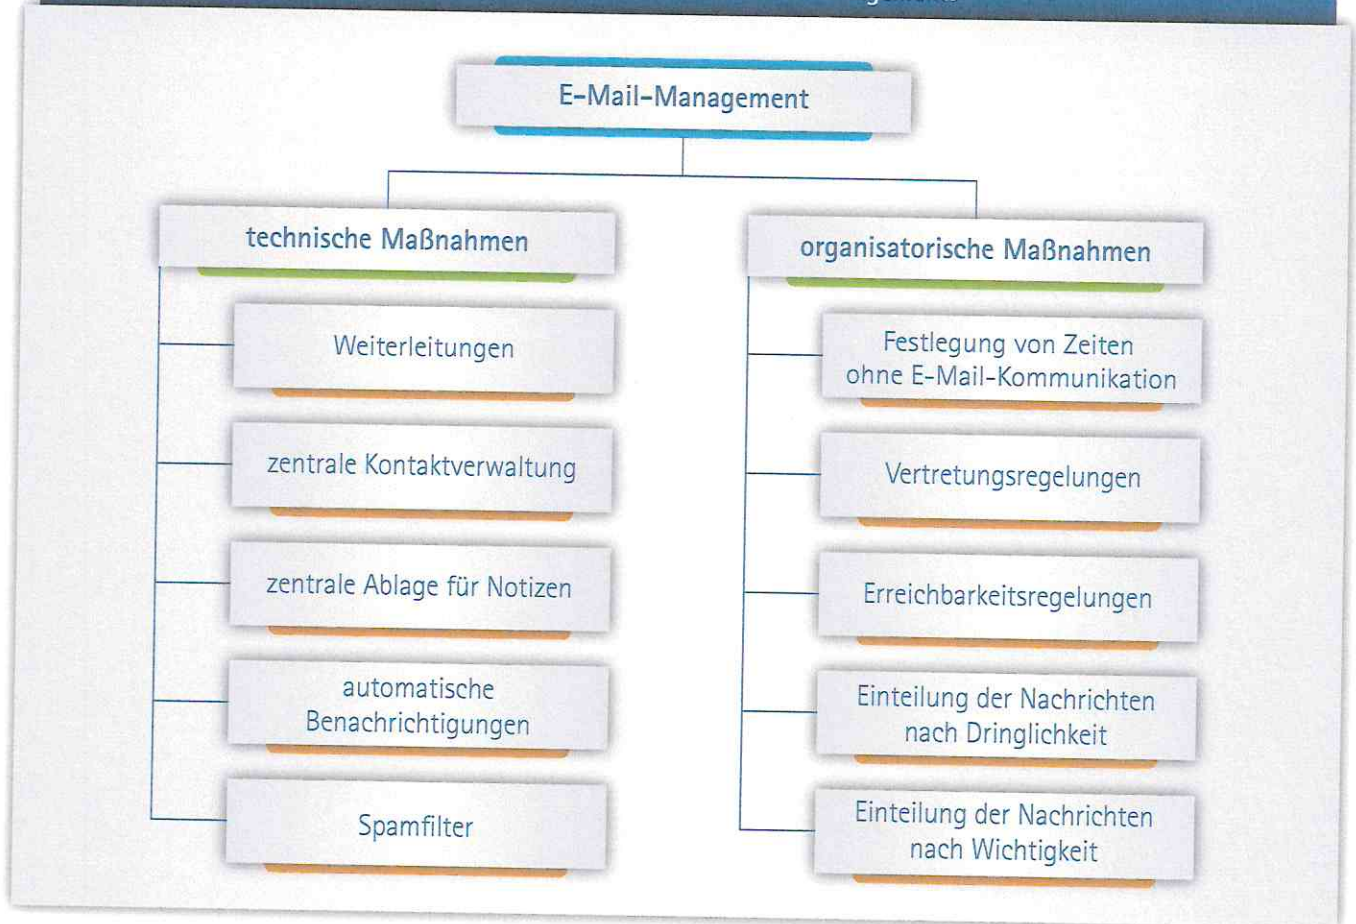 E-Mail-Management
technische Maßnahmen
Weiterleitungen
zentrale Kontaktverwaltung
zentrale Ablage für Notizen
automatische
Benachrichtigungen
Spamfilter
organisatorische Maßnahmen
Festlegung von Zeiten
ohne E-Mail-Kommunikation
Vertretungsregelungen
Erreichbarkeitsregelungen
Einteilung der Nachrichten
nach Dringlichkeit
Einteilung der Nachrichten
nach Wichtigkeit